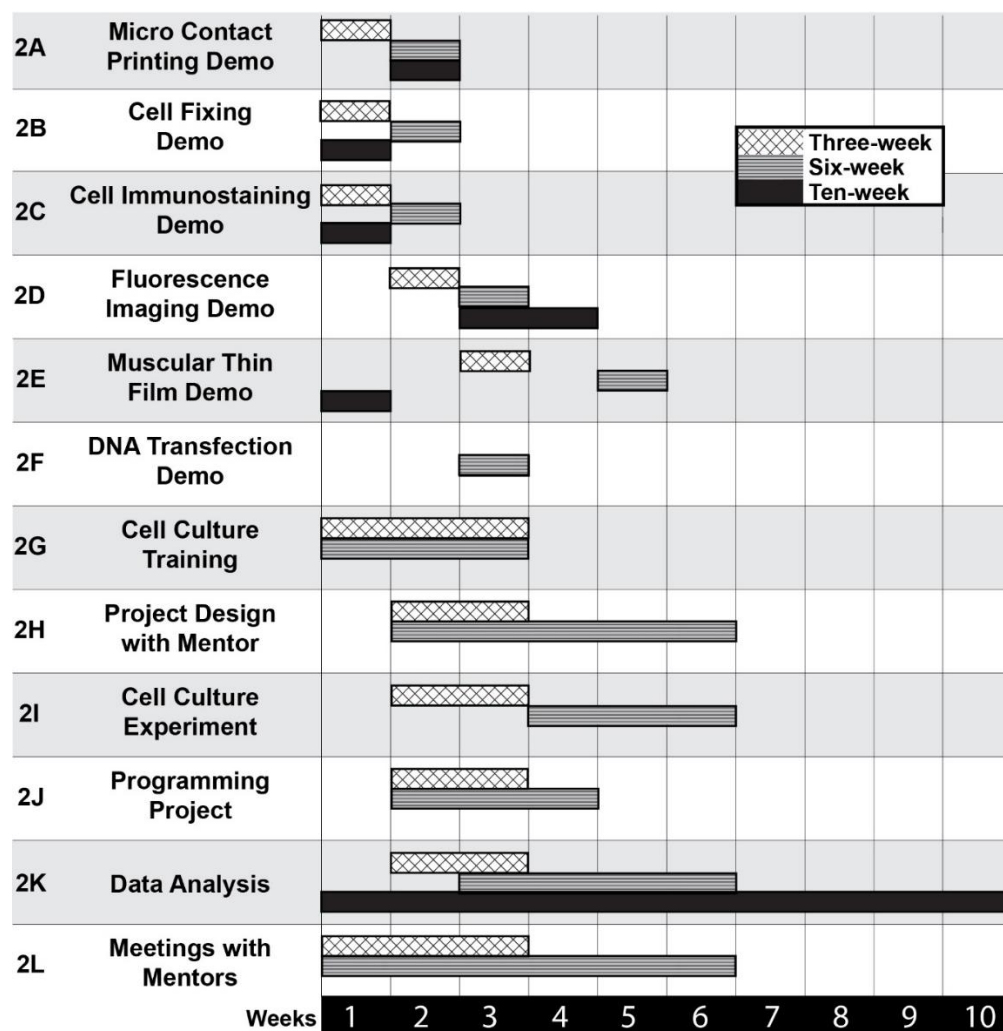 2A
Micro Contact
Printing Demo
2B
Cell Fixing
Demo
Three-week
Six-week
Ten-week
2C
Cell Immunostaining
Demo
2D
Fluorescence
Imaging Demo
2E
Muscular Thin
Film Demo
2F
DNA Transfection
Demo
2G
Cell Culture
Training
2H
Project Design
with Mentor
2I
Cell Culture
Experiment
2J
Programming
Project
2K
Data Analysis
2L
Meetings with
Mentors
Weeks 1 2 3 4 5 6 7 8 9 10